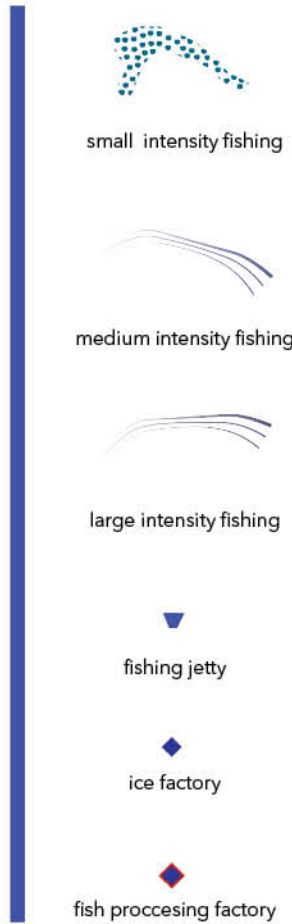 small intensity fishing
medium intensity fishing
large intensity fishing
fishing jetty
ice factory
fish proccesing factory